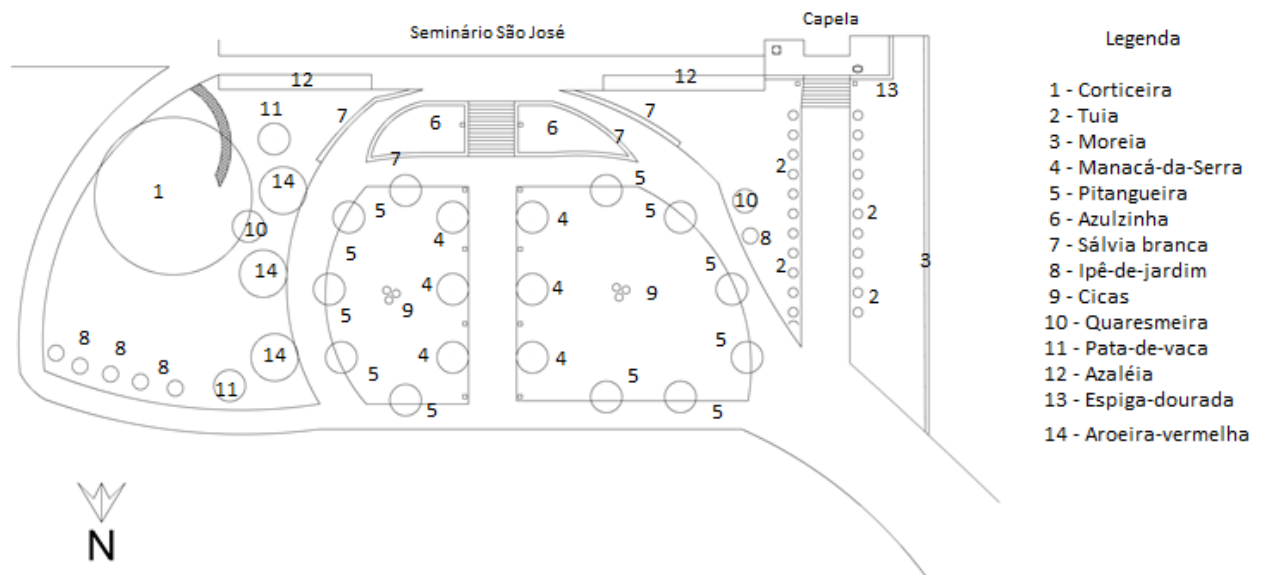 Capela
Seminário São José
Legenda
12
12
13
1 - Corticeira
11
7
7
2 - Tuia
6
6
7
3 - Moreia
7
5
2
4 - Manacá-da-Serra
1
14
5 - Pitangueira
10
5
4
4
5
10
2
6 - Azulzinha
8
5
7 - Sálvia branca
14
5
2
3
8 - Ipê-de-jardim
4
4
9
9
2
9 - Cicas
5
10 - Quaresmeira
8
8
8
14
4
4
5
11 - Pata-de-vaca
11
5
5
12 - Azaléia
5
5
13 - Espiga-dourada
14 - Aroeira-vermelha
N